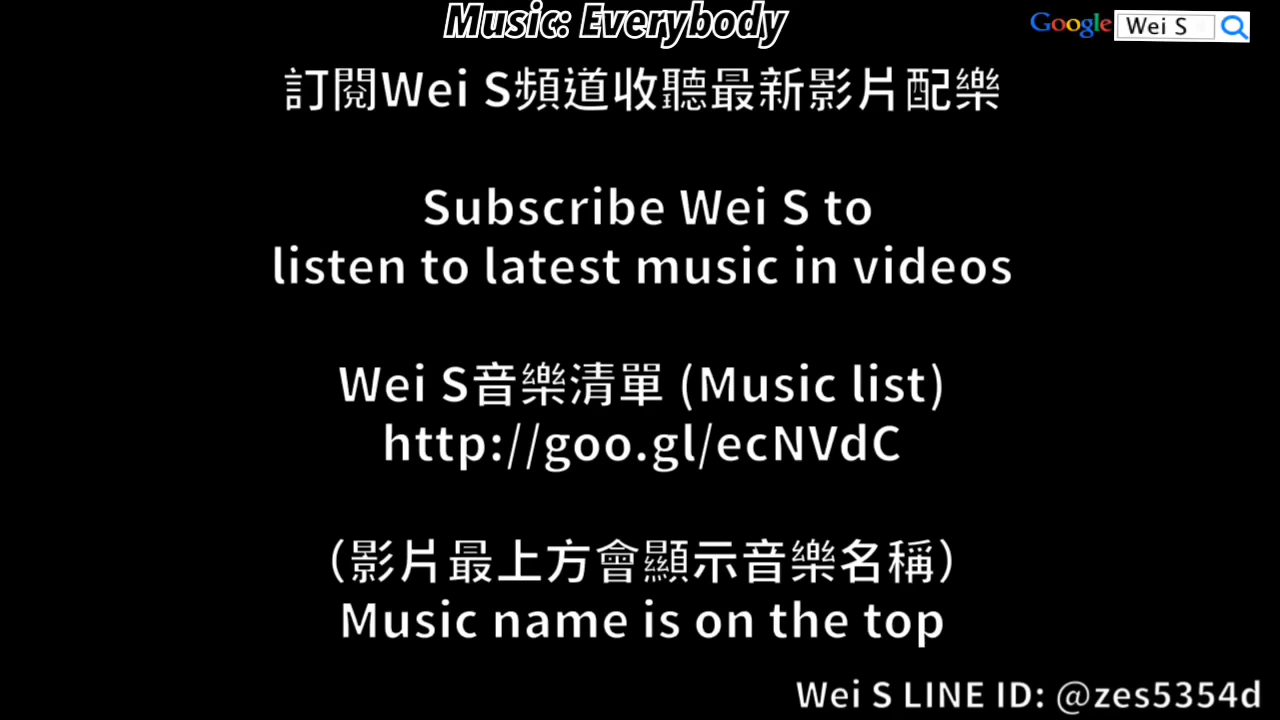 Music: Everybody
Google Wei S
訂閱Wei S頻道收聽最新影片配樂
Subscribe Wei S to
listen to latest music in videos
Wei S音樂清單 (Music list)
http://goo.gl/ecNVdC
（影片最上方會顯示音樂名稱）
Music name is on the top
Wei S LINE ID: @zes5354d